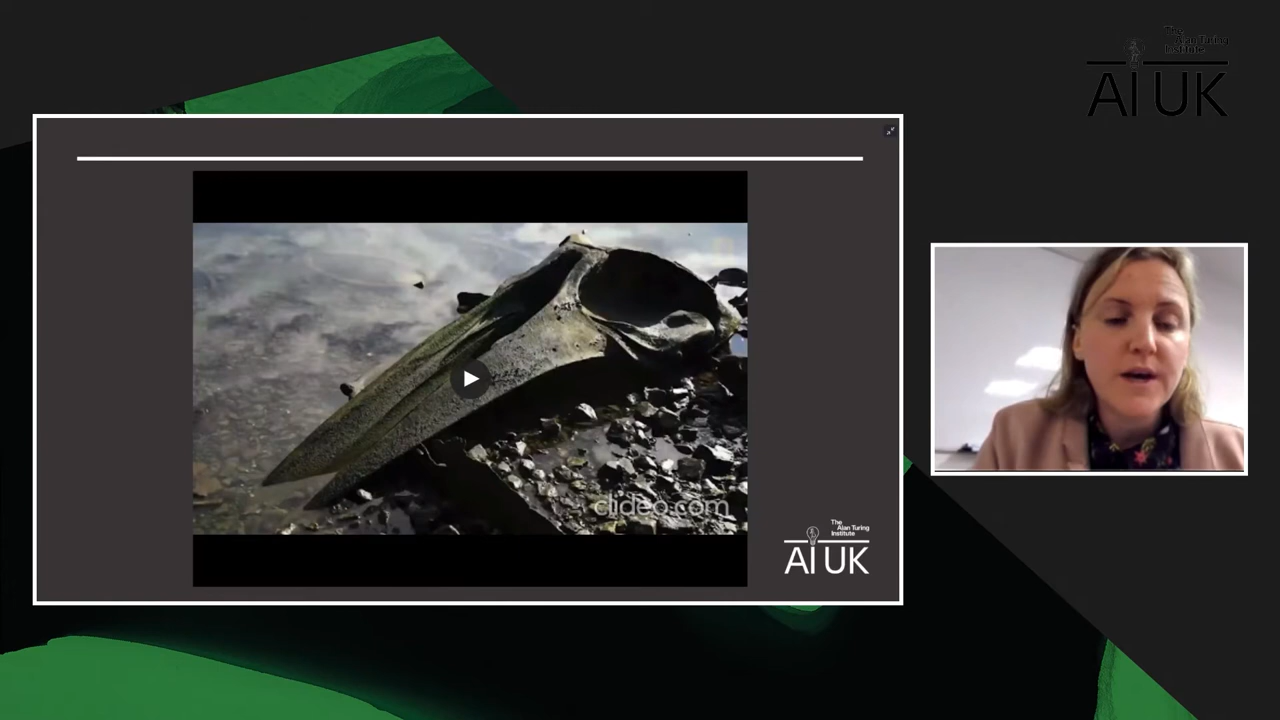 The
Alan Turing
Institute
AI UK
clideo.com
The
Alan Turing
Institute
AI UK